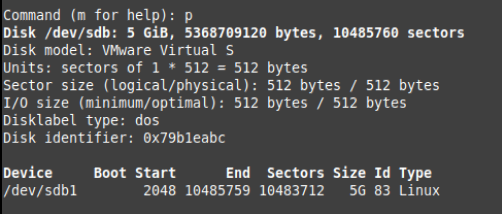 Command (m for help): p
Disk /dev/sdb: 5 GiB, 5368709120 bytes, 10485760 sectors
Disk model: VMware Virtual S
Units: sectors of 1 * 512 = 512 bytes
Sector size (logical/physical): 512 bytes / 512 bytes
I/O size (minimum/optimal): 512 bytes / 512 bytes
Disklabel type: dos
Disk identifier: 0x79b1eabc
Device Boot Start End Sectors Size Id Type
/dev/sdb1 2048 10485759 10483712 5G 83 Linux